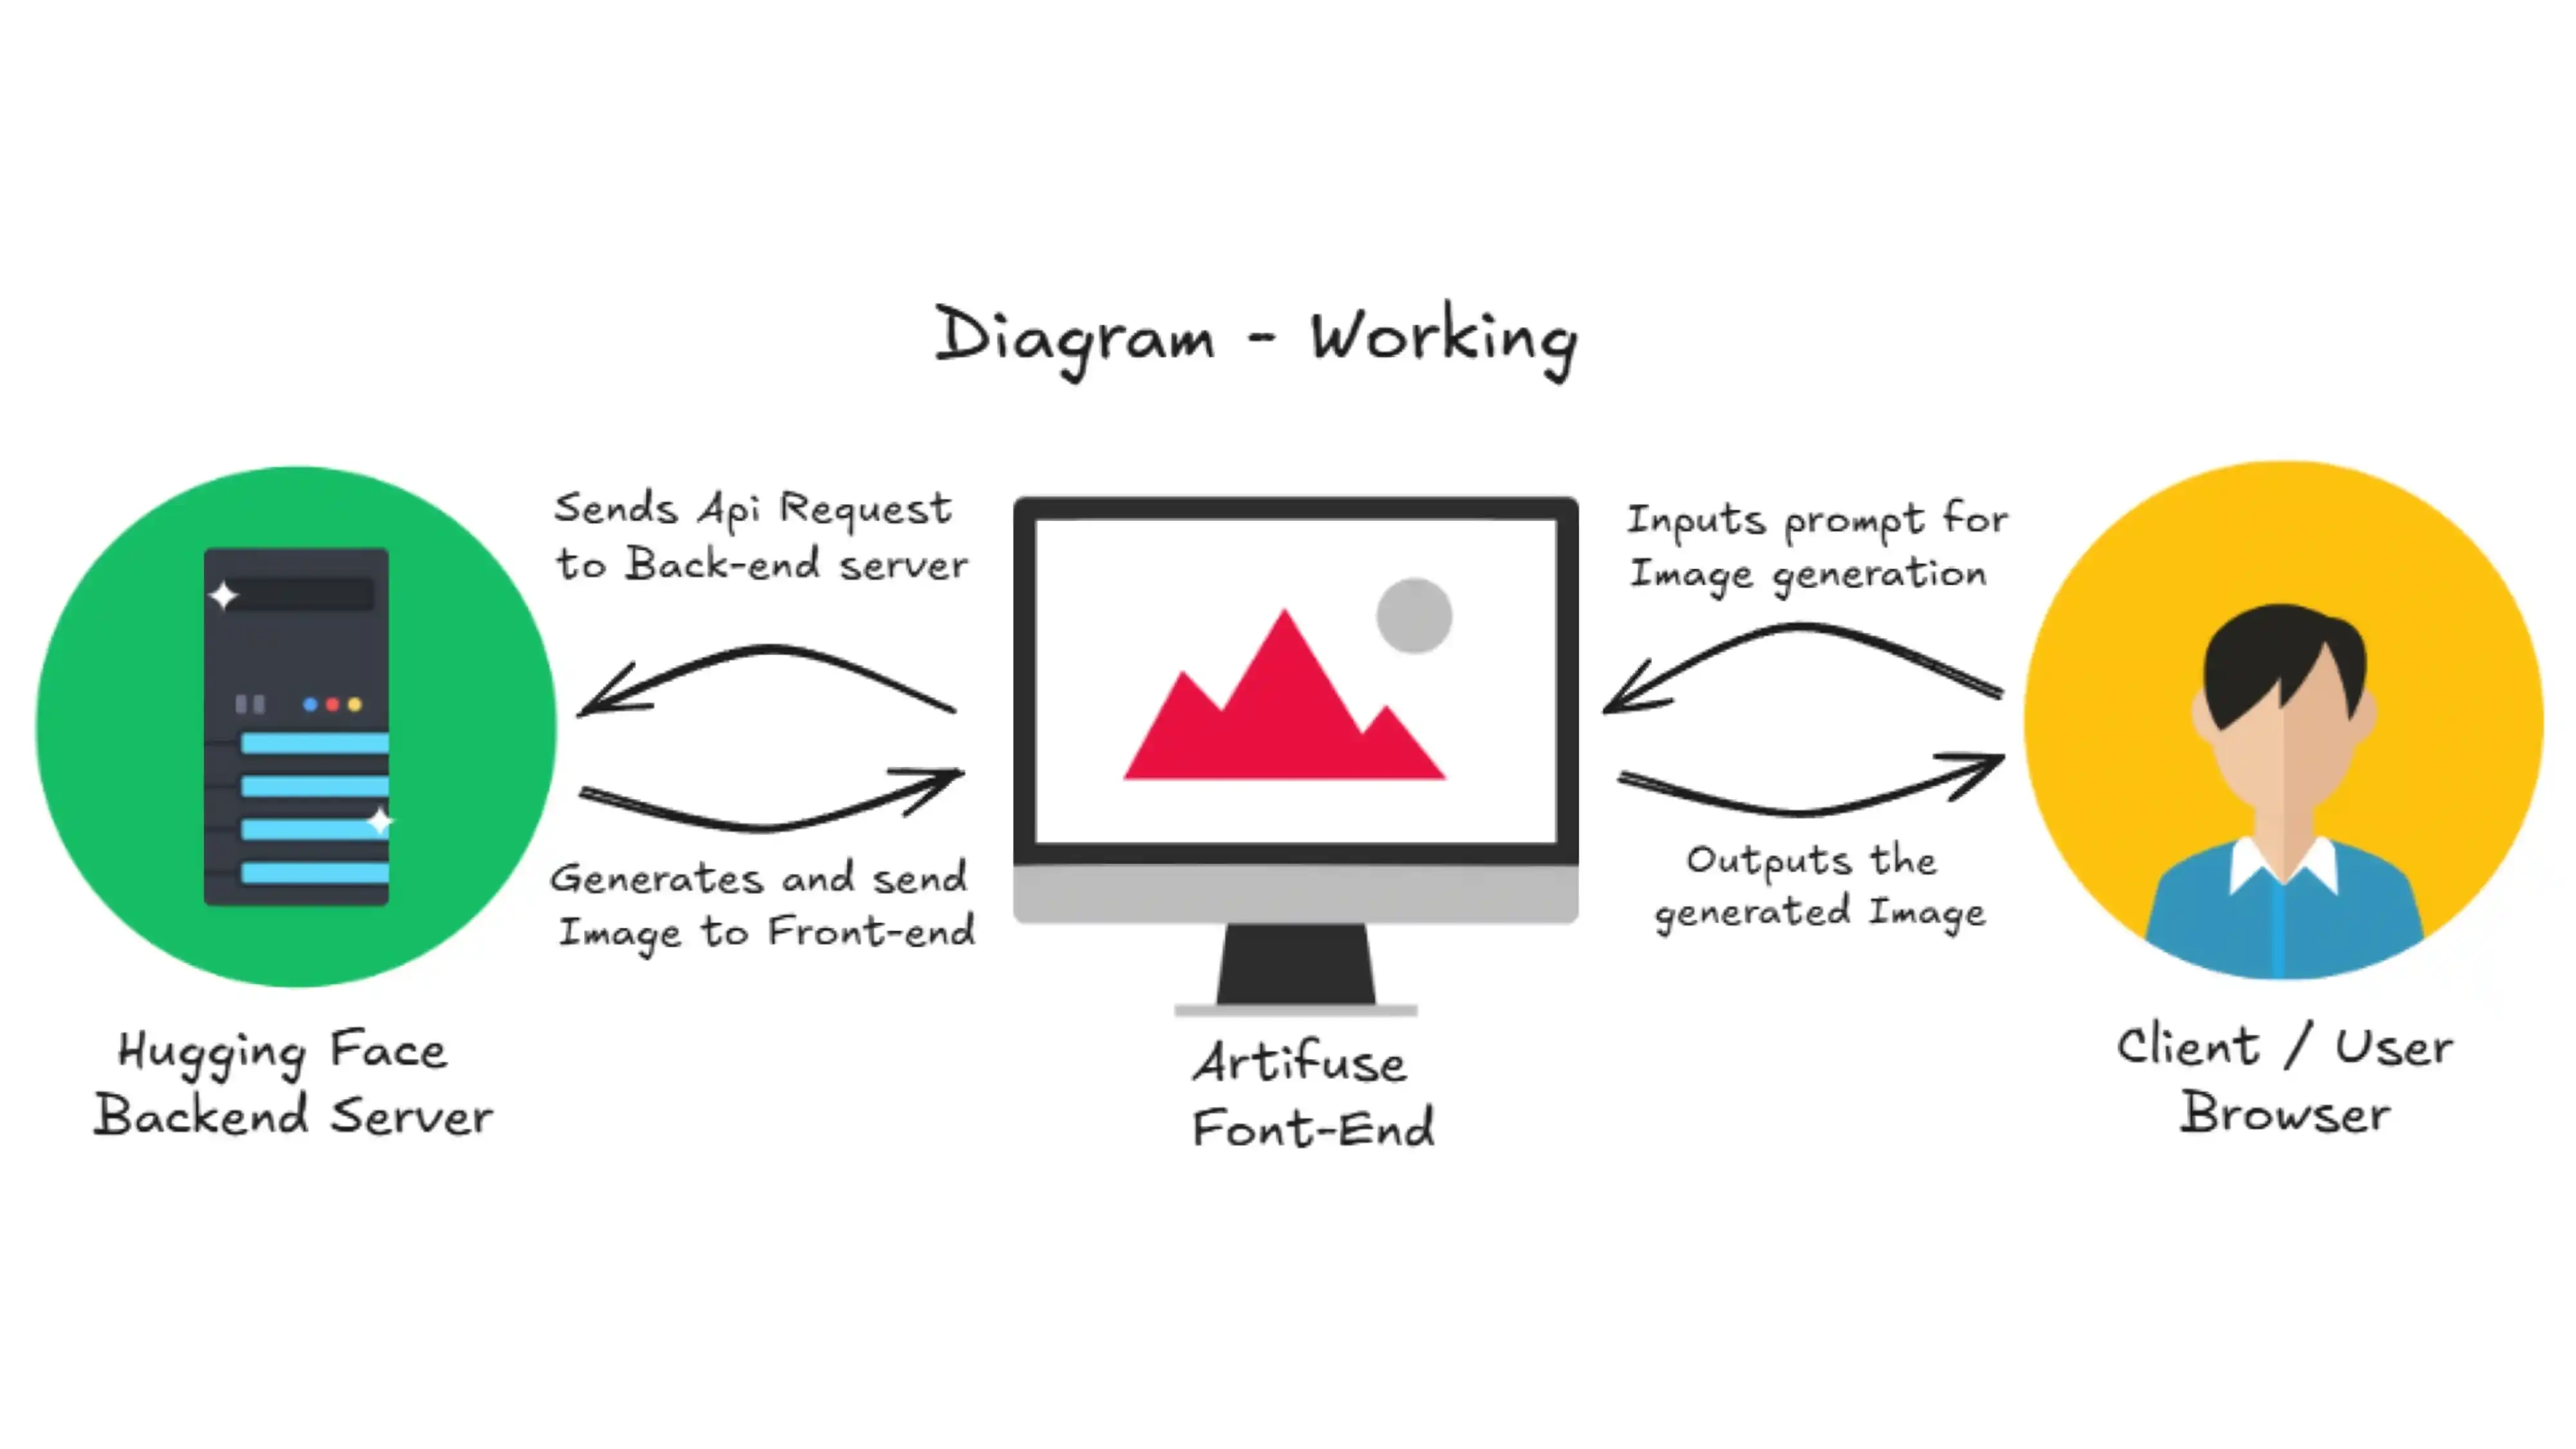 Diagram - Working
Sends Api Request
to Back-end server
Inputs prompt for
Image generation
Generates and send
Image to Front-end
Outputs the
generated Image
Hugging Face
Backend Server
Artifuse
Font-End
Client / User
Browser